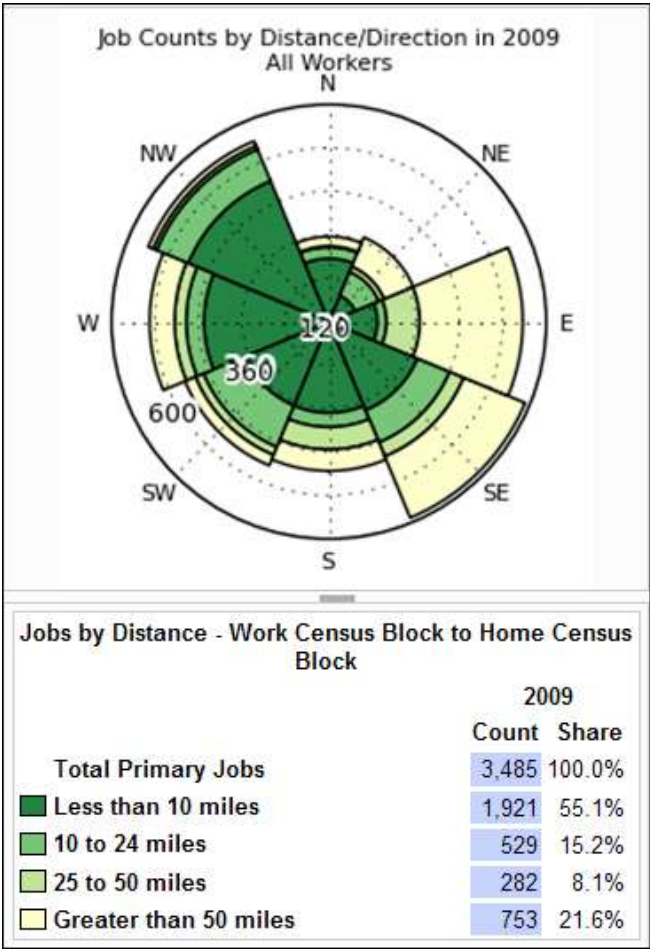 Job Counts by Distance/Direction in 2009
All Workers
N
NW
NE
W
120
E
360
600
SW
SE
S
Jobs by Distance - Work Census Block to Home Census
Block
2009
Count Share
Total Primary Jobs 3,485 100.0%
Less than 10 miles 1,921 55.1%
10 to 24 miles 529 15.2%
25 to 50 miles 282 8.1%
Greater than 50 miles 753 21.6%